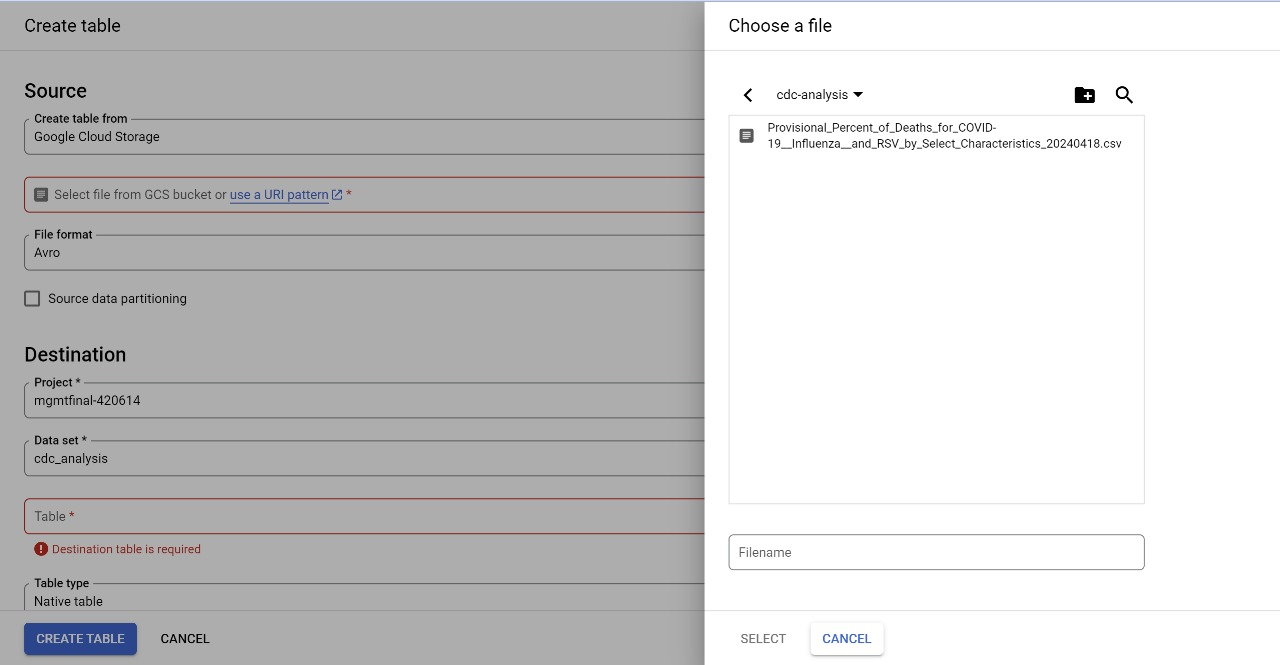 Create table
Source
Create table from
Google Cloud Storage
Select file from GCS bucket or use a URI pattern *
File format
Avro
Source data partitioning
Destination
Project *
mgmtfinal-420614
Data set *
cdc_analysis
Table *
Destination table is required
Table type
Native table
CREATE TABLE CANCEL
Choose a file
cdc-analysis
Provisional_Percent_of_Deaths_for_COVID-
19__Influenza__and_RSV_by_Select_Characteristics_20240418.csv
Filename
SELECT CANCEL